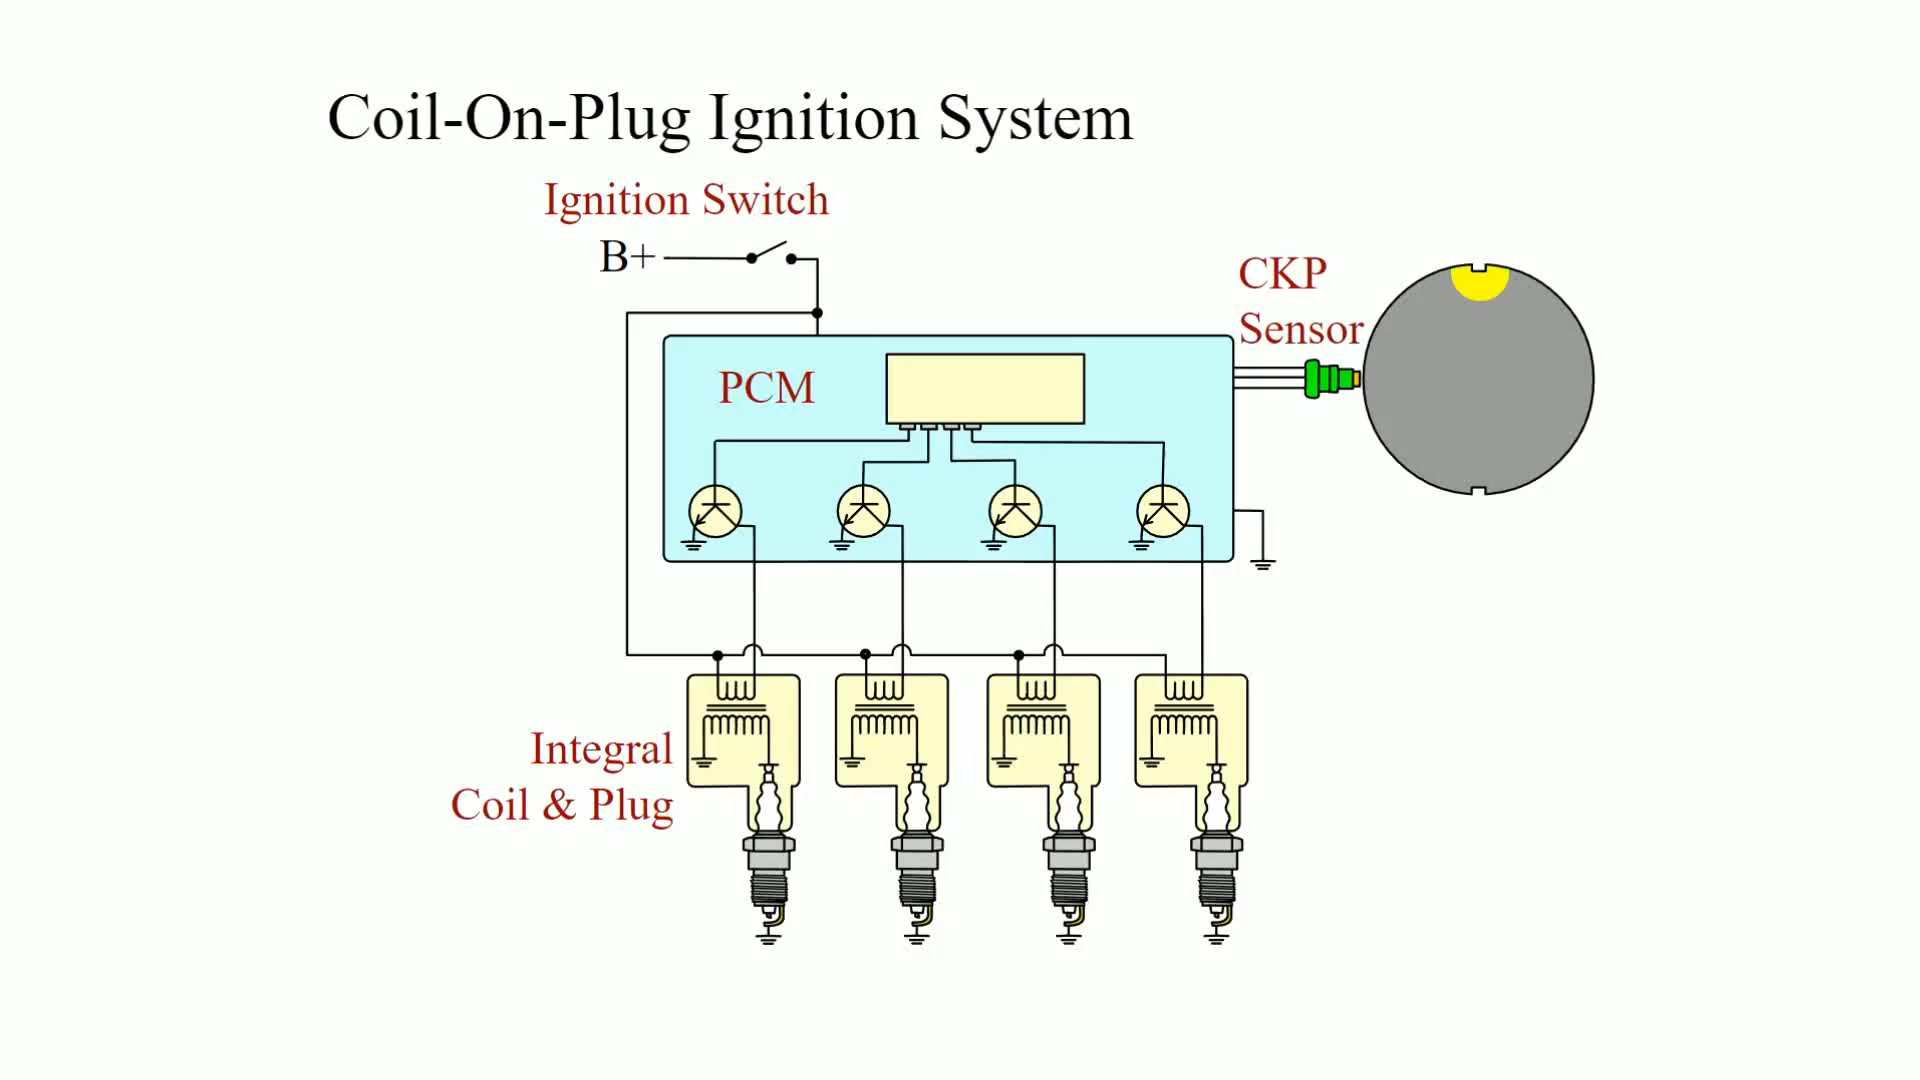 Coil-On-Plug Ignition System
Ignition Switch
B+
CKP
Sensor
PCM
Integral
Coil & Plug